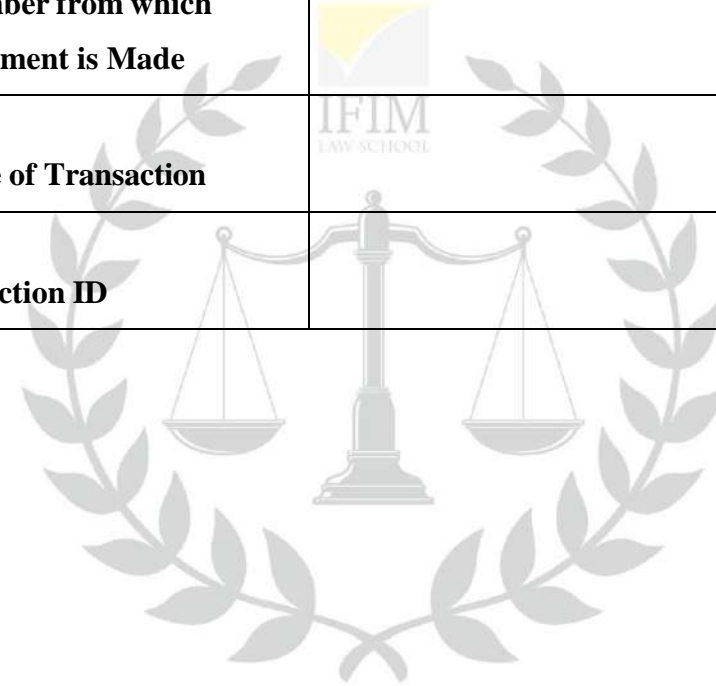 ber from which
ment is Made
IFIM
LAW SCHOOL
e of Transaction
ction ID